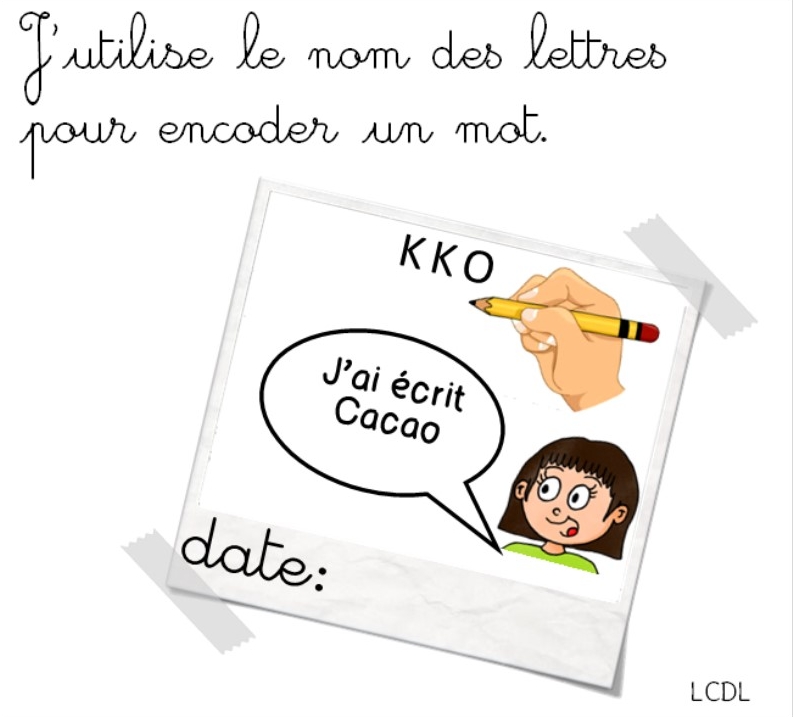 J'utilise le nom des lettres
pour encoder un mot.
KKO
J'ai écrit
Cacao
date:
LCDL